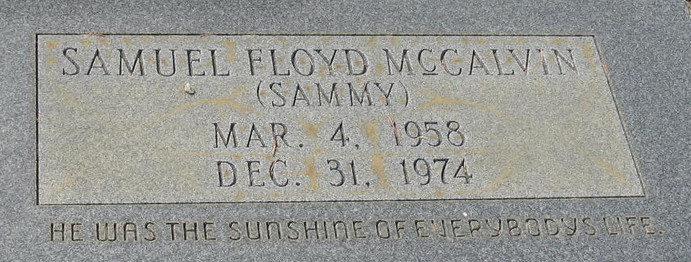 SAMUEL FLOYD McCALVIN
(SAMMY)
MAR. 4, 1958
DEC. 31, 1974
HE WAS THE SUNSHINE OF EVERYBODYS LIFE.